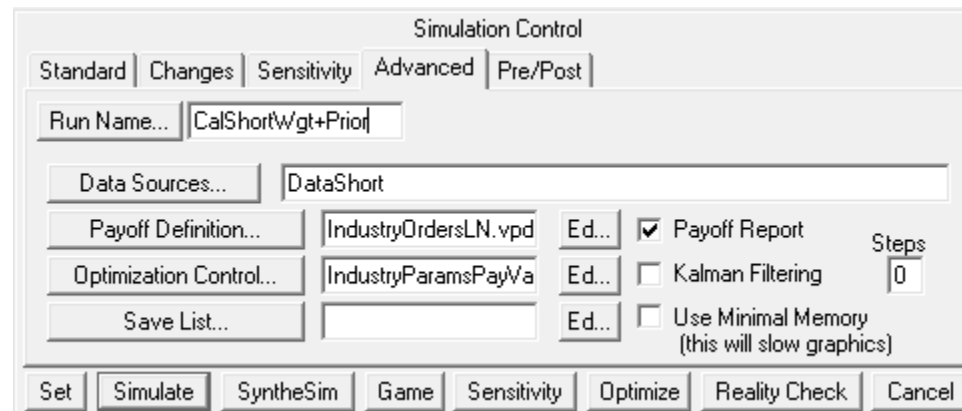 Simulation Control
Standard Changes Sensitivity Advanced Pre/Post
Run Name... CalShortWgt+Prior
Data Sources... DataShort
Payoff Definition... IndustryOrdersLN.vpd Ed... Payoff Report
Steps
Optimization Control... IndustryParamsPayVa Ed... Kalman Filtering 0
Save List... Ed... Use Minimal Memory
(this will slow graphics)
Set Simulate SyntheSim Game Sensitivity Optimize Reality Check Cancel